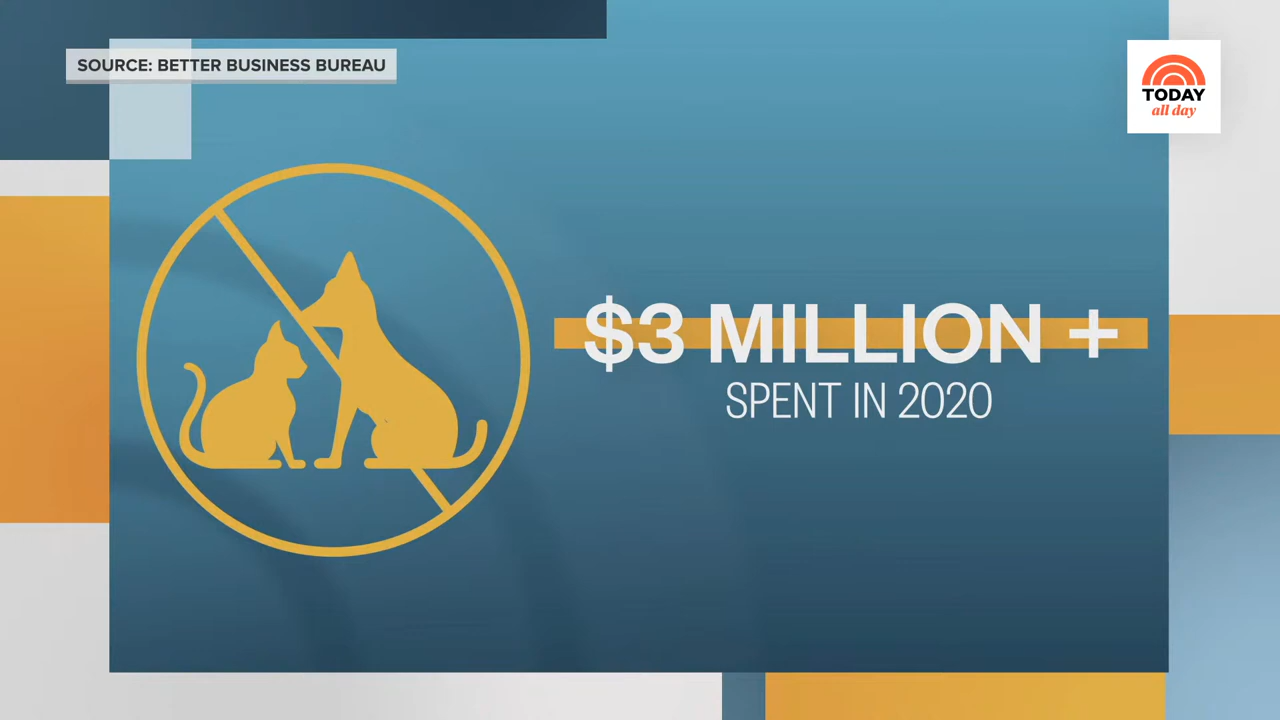 SOURCE: BETTER BUSINESS BUREAU
TODAY
all day
$3 MILLION +
SPENT IN 2020